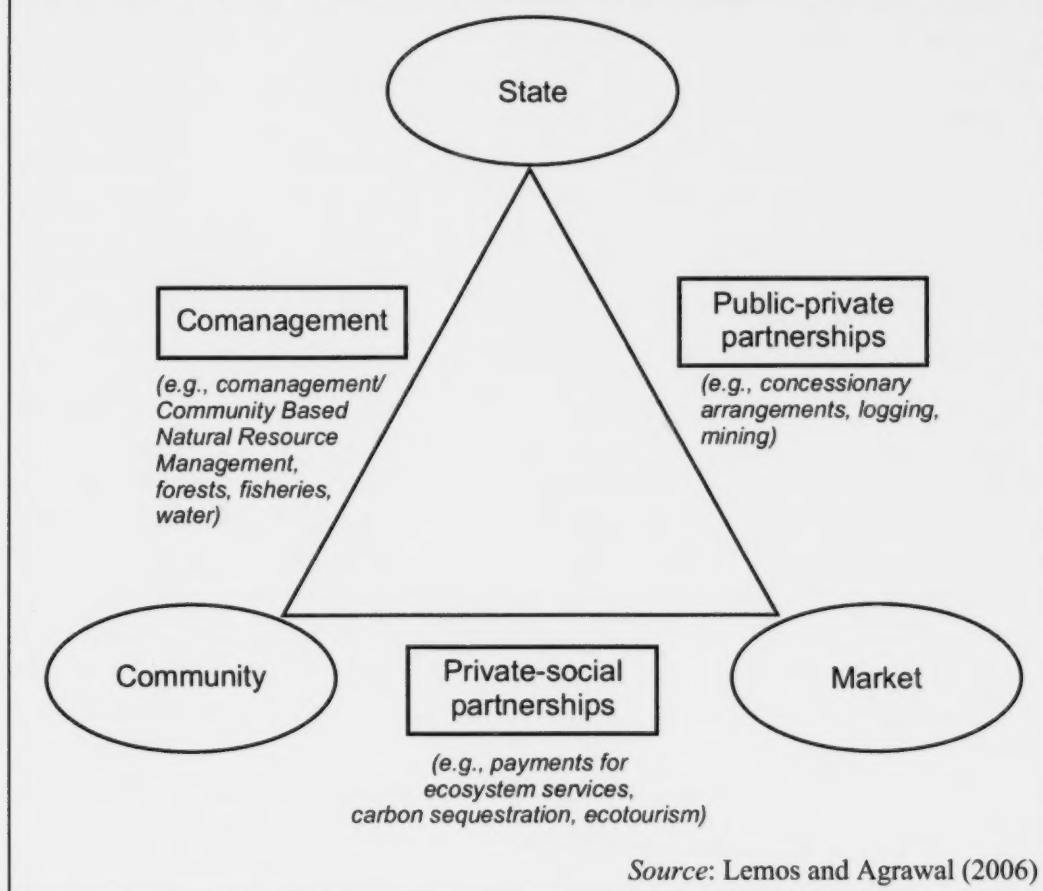 State
Comanagement
(e.g., comanagement/
Community Based
Natural Resource
Management,
forests, fisheries,
water)
Public-private
partnerships
(e.g., concessionary
arrangements, logging,
mining)
Community
Private-social
partnerships
(e.g., payments for
ecosystem services,
carbon sequestration, ecotourism)
Market
Source: Lemos and Agrawal (2006)